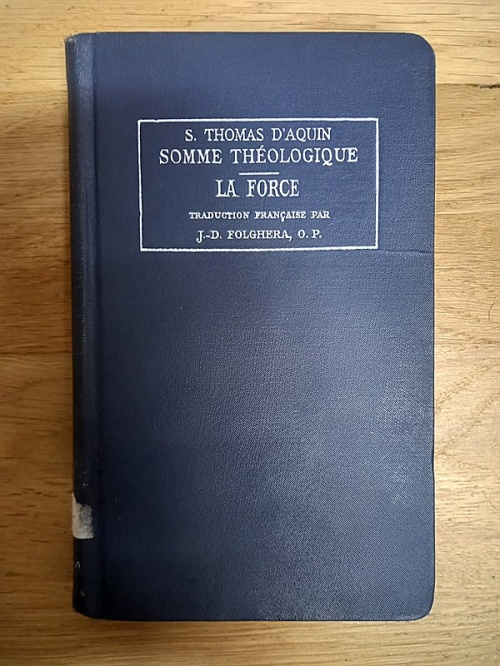 S. THOMAS D'AQUIN
SOMME THÉOLOGIQUE
LA FORCE
TRADUCTION FRANÇAISE PAR
J.-D. FOLGHERA, O. P.